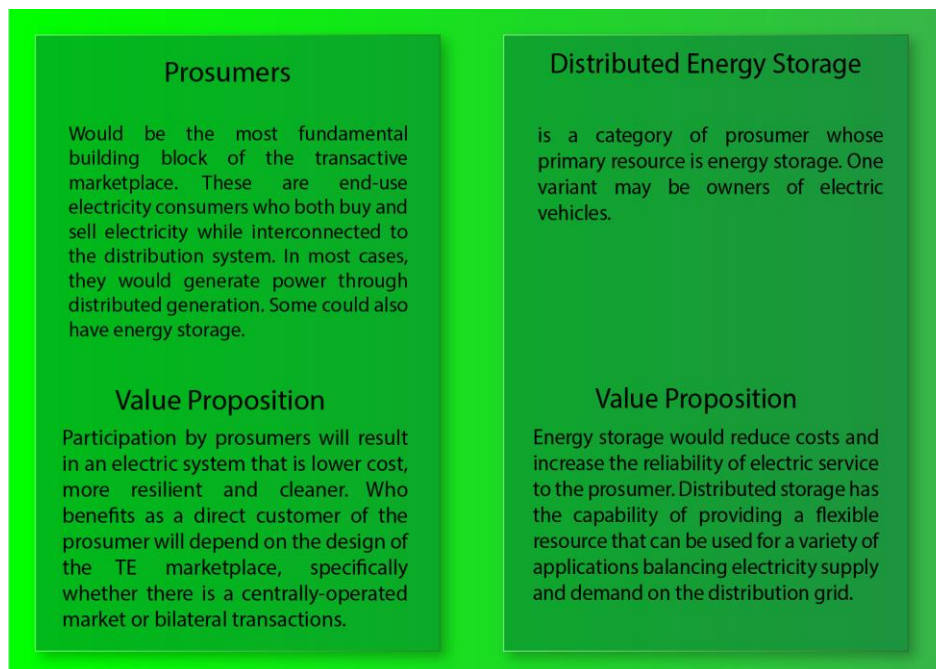 Prosumers
Would be the most fundamental
building block of the transactive
marketplace. These are end-use
electricity consumers who both buy and
sell electricity while interconnected to
the distribution system. In most cases,
they would generate power through
distributed generation. Some could also
have energy storage.
Value Proposition
Participation by prosumers will result
in an electric system that is lower cost,
more resilient and cleaner. Who
benefits as a direct customer of the
prosumer will depend on the design of
the TE marketplace, specifically
whether there is a centrally-operated
market or bilateral transactions.
Distributed Energy Storage
is a category of prosumer whose
primary resource is energy storage. One
variant may be owners of electric
vehicles.
Value Proposition
Energy storage would reduce costs and
increase the reliability of electric service
to the prosumer. Distributed storage has
the capability of providing a flexible
resource that can be used for a variety of
applications balancing electricity supply
and demand on the distribution grid.